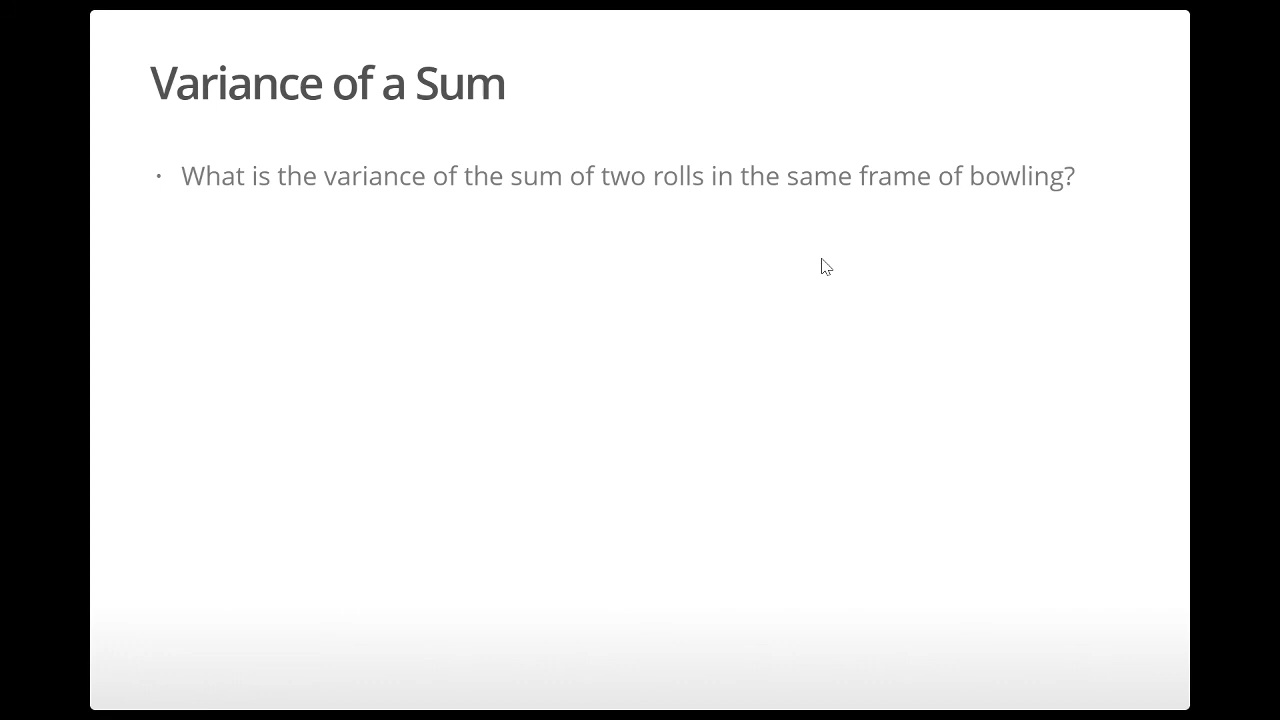 Variance of a Sum
• What is the variance of the sum of two rolls in the same frame of bowling?